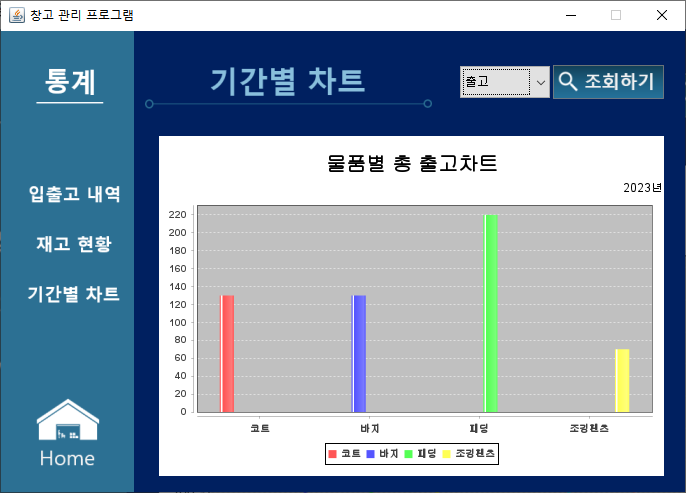 창고 관리 프로그램
통계
입출고 내역
재고 현황
기간별 차트
Home
기간별 차트
출고
조회하기
물품별 총 출고차트
2023년
220
200
180
160
140
120
100
80
60
40
20
0
코트 바지 패딩 조깅팬츠
코트 바지 패딩 조깅팬츠